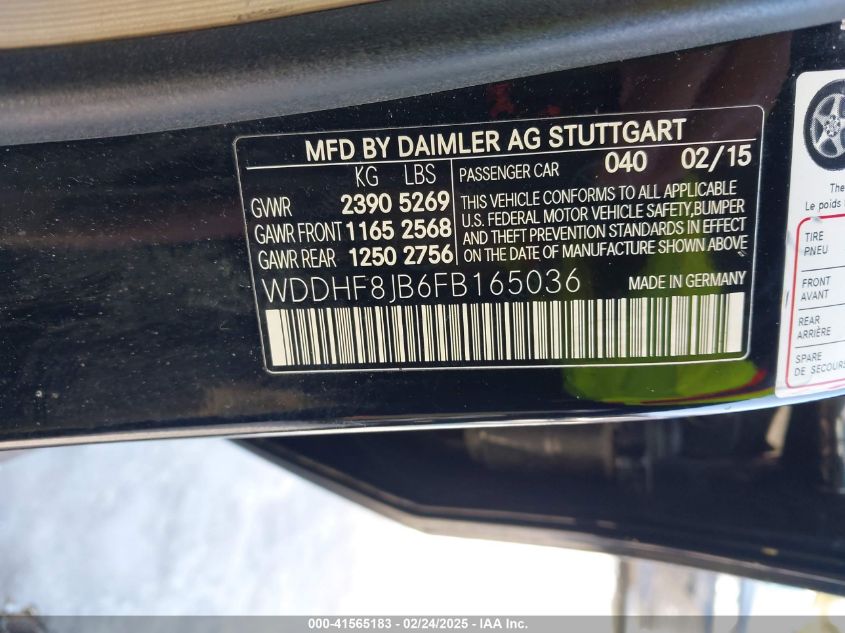 MFD BY DAIMLER AG STUTTGART
KG LBS
GVWR 2390 5269
GAWR FRONT 1165 2568
GAWR REAR 1250 2756
PASSENGER CAR 040 02/15
THIS VEHICLE CONFORMS TO ALL APPLICABLE
U.S. FEDERAL MOTOR VEHICLE SAFETY, BUMPER
AND THEFT PREVENTION STANDARDS IN EFFECT
ON THE DATE OF MANUFACTURE SHOWN ABOVE
WDDHF8JB6FB165036 MADE IN GERMANY
The
Le poids
TIRE
PNEU
FRONT
AVANT
REAR
ARRIÈRE
SPARE
DE SECOURS
000-41565183 - 02/24/2025 - IAA Inc.